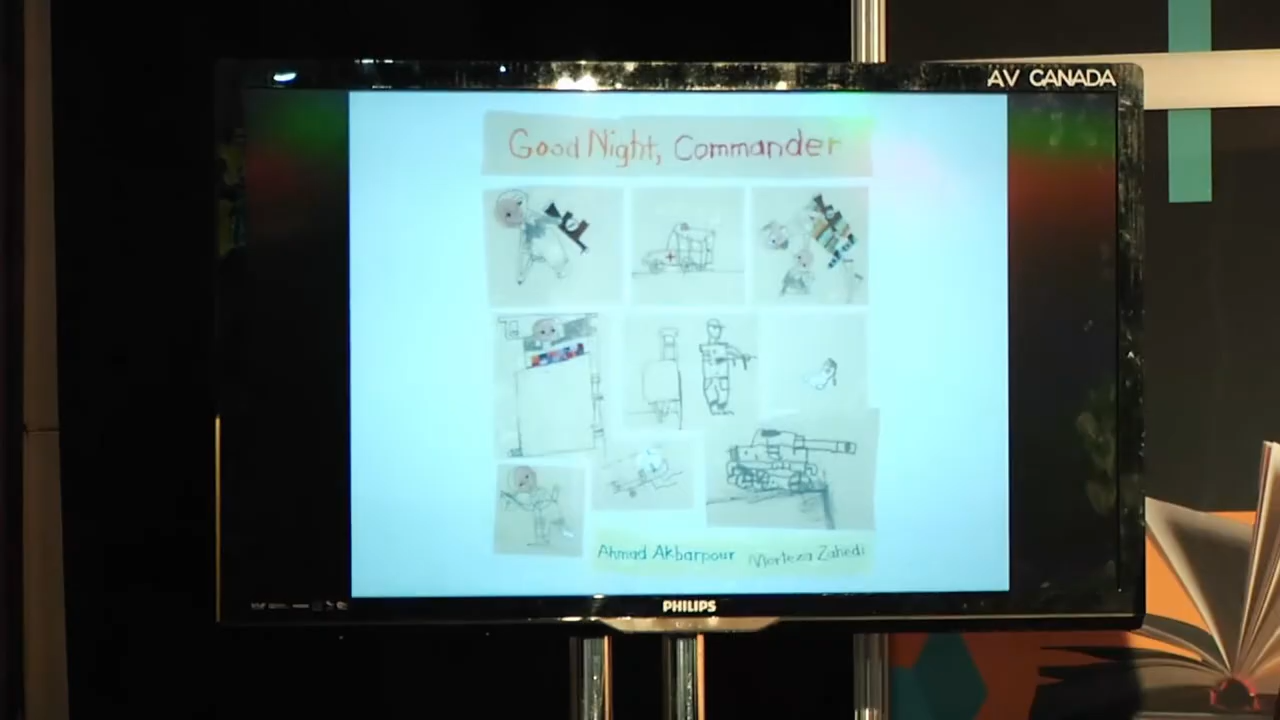 AV CANADA
Good Night, Commander
Ahmad Akbarpour Morteza Zahedi
PHILIPS